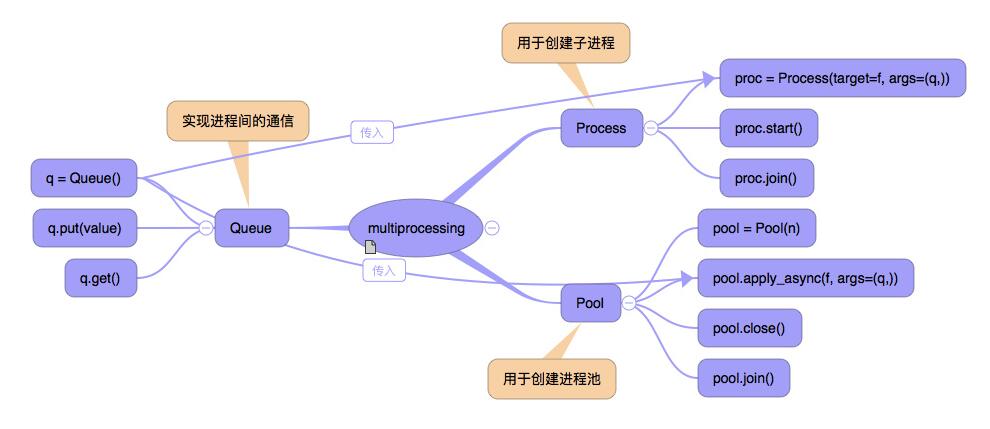 用于创建子进程
proc = Process(target=f, args=(q,))
实现进程间的通信
传入
Process
proc.start()
q = Queue()
proc.join()
q.put(value)
Queue
multiprocessing
pool = Pool(n)
q.get()
传入
pool.apply_async(f, args=(q,))
Pool
pool.close()
用于创建进程池
pool.join()